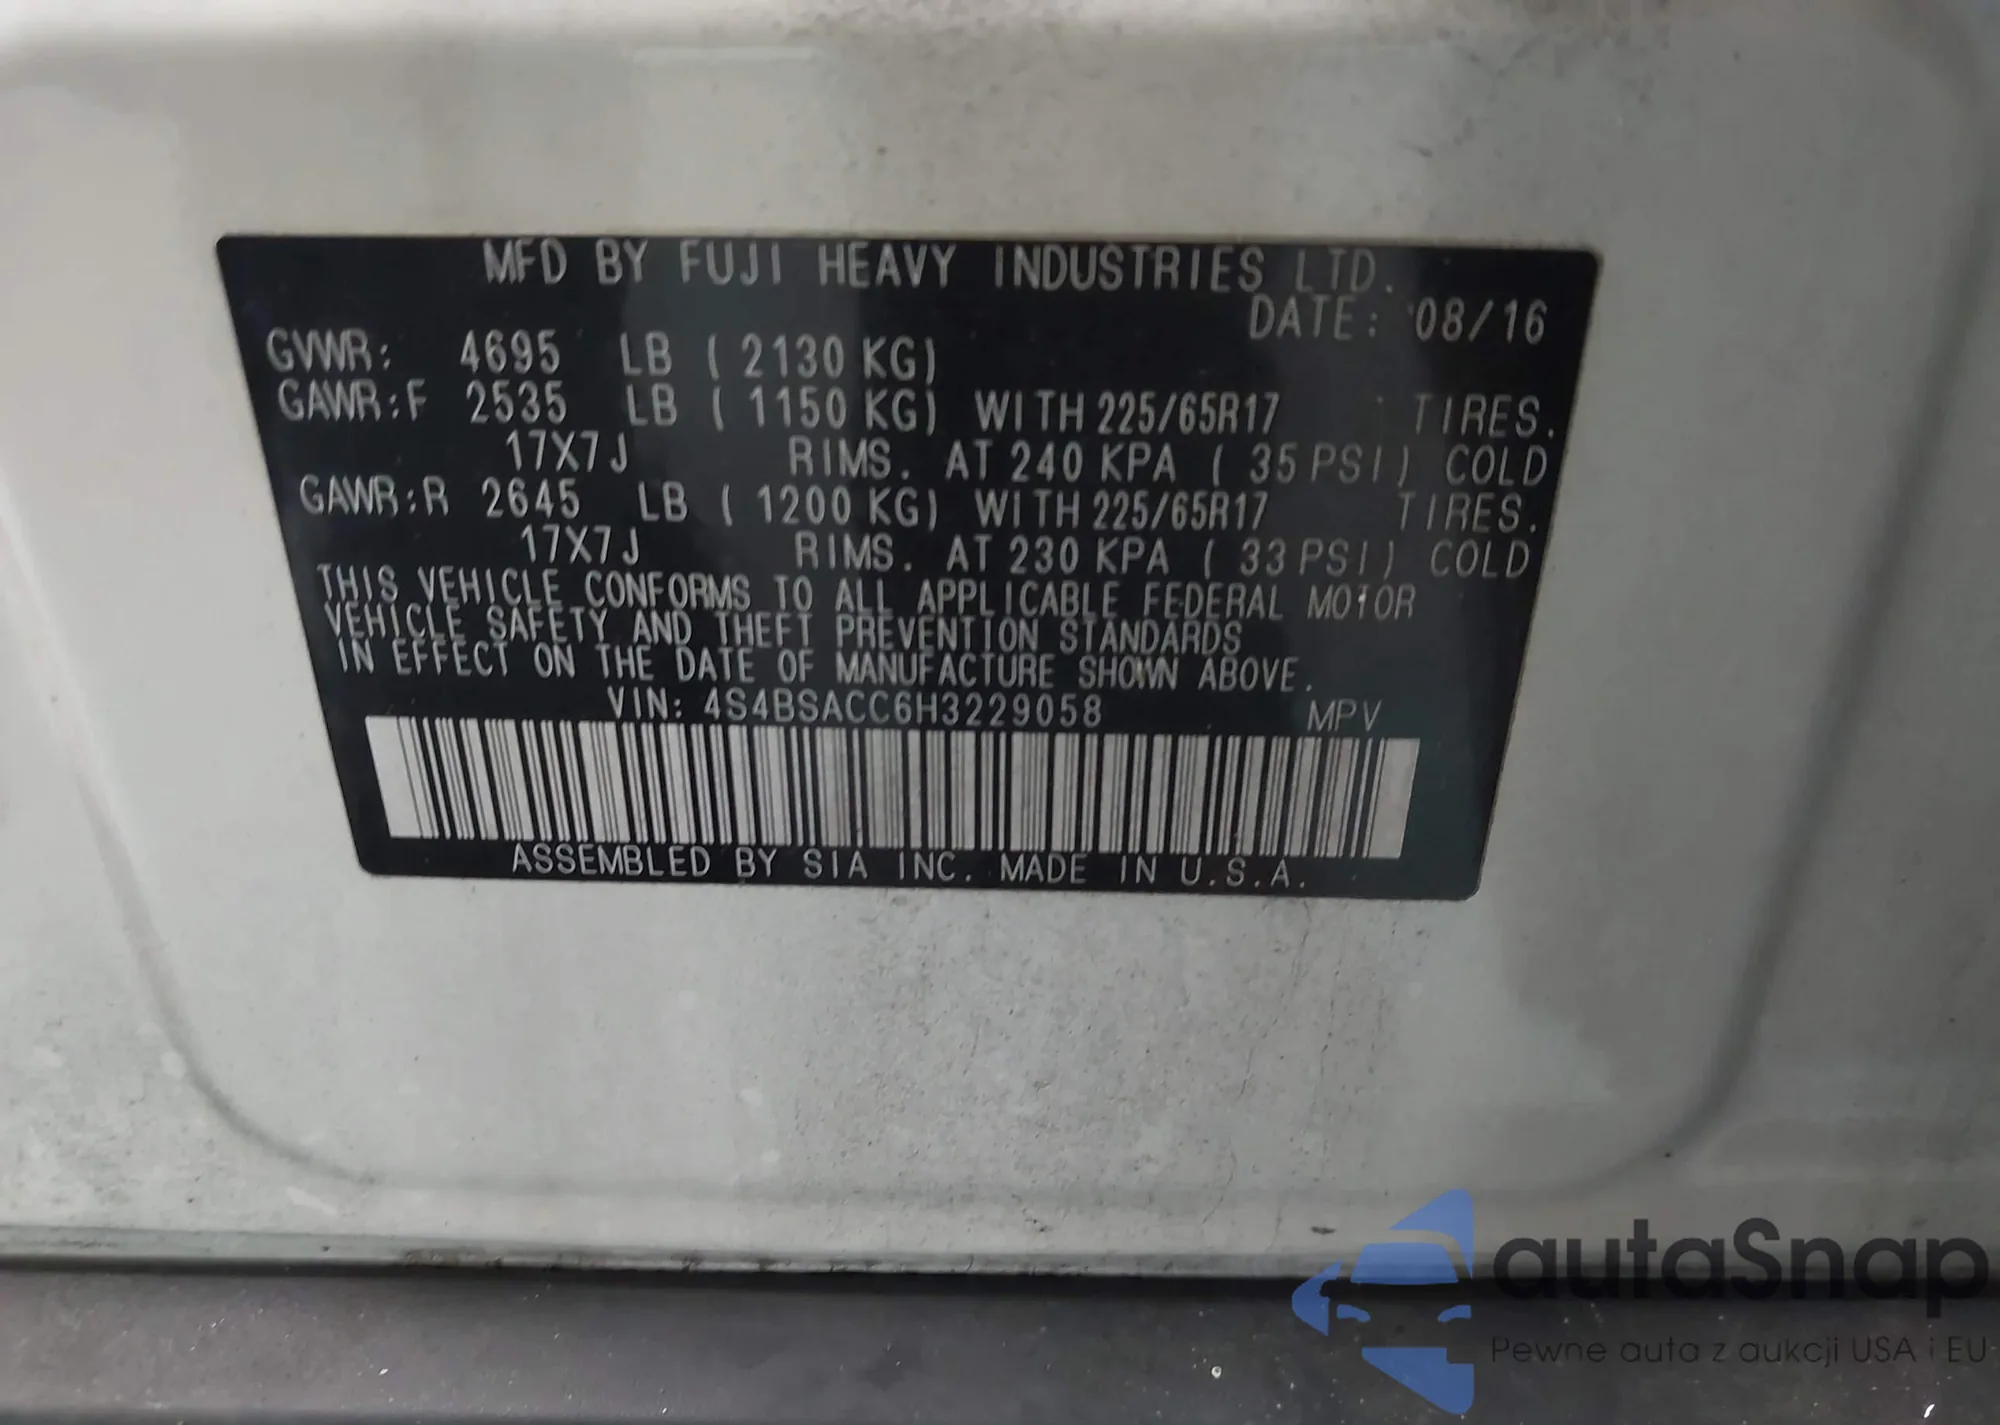 MFD BY FUJI HEAVY INDUSTRIES LTD.
DATE: 08/16
GVWR: 4695 LB ( 2130 KG)
GAWR:F 2535 LB ( 1150 KG) WITH 225/65R17 TIRES.
17X7J RIMS. AT 240 KPA ( 35 PSI) COLD
GAWR:R 2645 LB ( 1200 KG) WITH 225/65R17 TIRES.
17X7J RIMS. AT 230 KPA ( 33 PSI) COLD
THIS VEHICLE CONFORMS TO ALL APPLICABLE FEDERAL MOTOR
VEHICLE SAFETY AND THEFT PREVENTION STANDARDS
IN EFFECT ON THE DATE OF MANUFACTURE SHOWN ABOVE.
VIN: 4S4BSACC6H3229058 MPV
ASSEMBLED BY SIA INC. MADE IN U.S.A.
autaSnap
Pewne auta z aukcji USA i EU